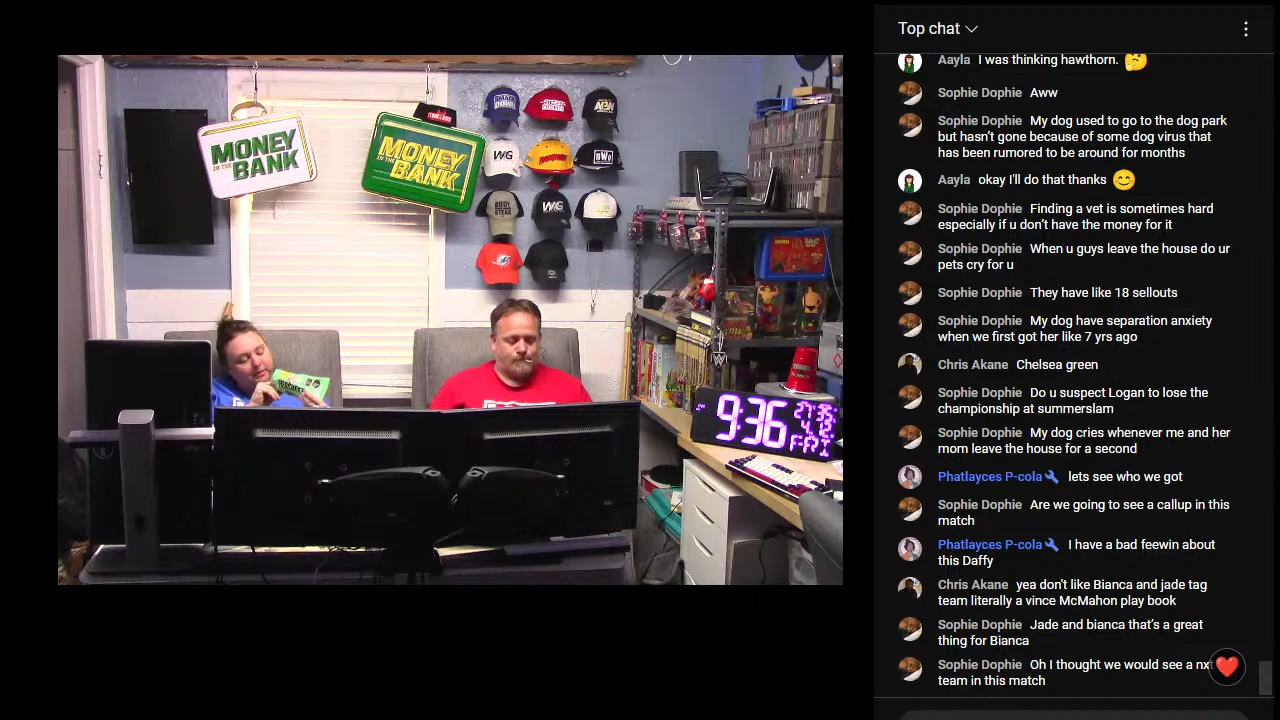 Top chat
Aayla I was thinking hawthorn.
Sophie Dophie Aww
Sophie Dophie My dog used to go to the dog park
but hasn't gone because of some dog virus that
has been rumored to be around for months
Aayla okay I'll do that thanks
Sophie Dophie Finding a vet is sometimes hard
especially if u don't have the money for it
Sophie Dophie When u guys leave the house do ur
pets cry for u
Sophie Dophie They have like 18 sellouts
Sophie Dophie My dog have separation anxiety
when we first got her like 7 yrs ago
Chris Akane Chelsea green
Sophie Dophie Do u suspect Logan to lose the
championship at summerslam
Sophie Dophie My dog cries whenever me and her
mom leave the house for a second
Phatlayces P-cola lets see who we got
Sophie Dophie Are we going to see a callup in this
match
Phatlayces P-cola I have a bad feewin about
this Daffy
Chris Akane yea don't like Bianca and jade tag
team literally a vince McMahon play book
Sophie Dophie Jade and bianca that's a great
thing for Bianca
Sophie Dophie Oh I thought we would see a nxt
team in this match
MONEY
IN THE
BANK
MONEY
IN THE
BANK
WG
nWo
9:36
FRI